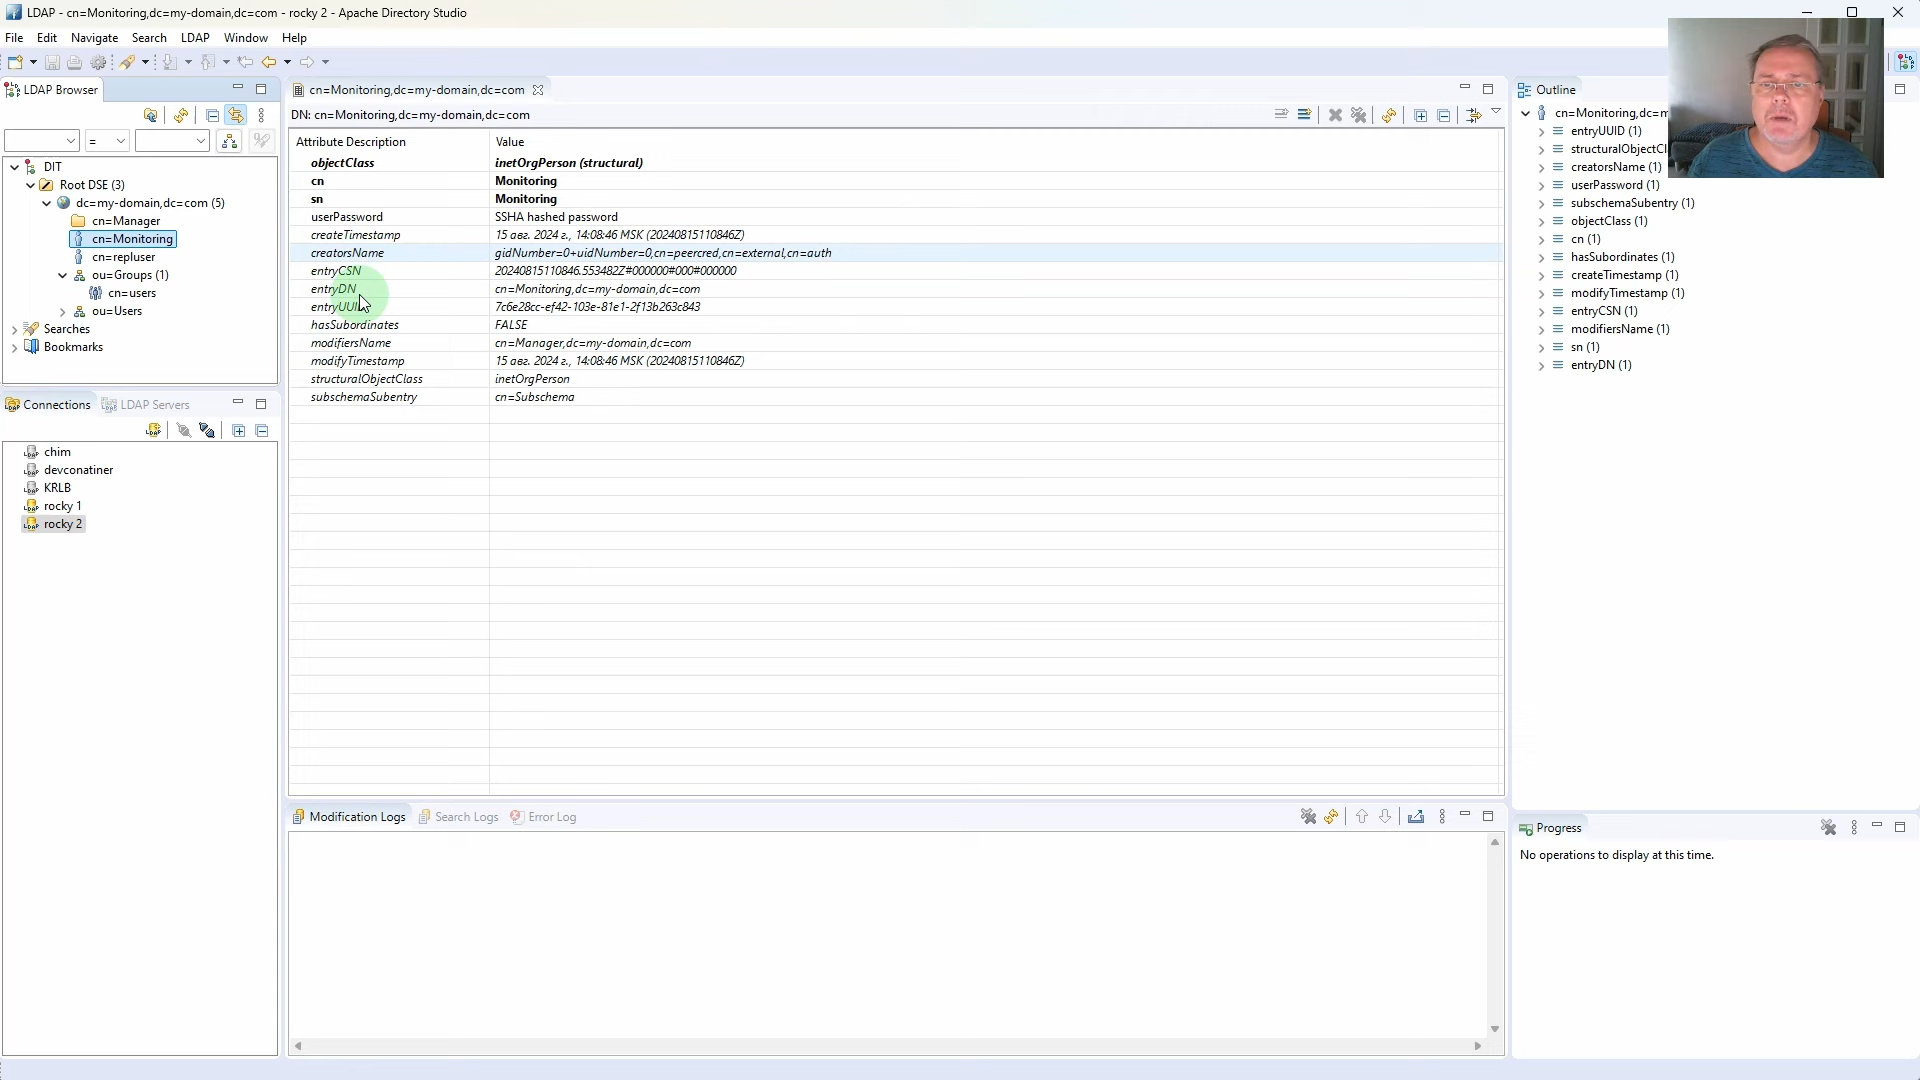 LDAP - cn=Monitoring,dc=my-domain,dc=com - rocky 2 - Apache Directory Studio
File Edit Navigate Search LDAP Window Help
LDAP Browser
=
DIT
Root DSE (3)
dc=my-domain,dc=com (5)
cn=Manager
cn=Monitoring
cn=repluser
ou=Groups (1)
cn=users
ou=Users
Searches
Bookmarks
Connections LDAP Servers
chim
devconatiner
KRLB
rocky 1
rocky 2
cn=Monitoring,dc=my-domain,dc=com
DN: cn=Monitoring,dc=my-domain,dc=com
Attribute Description Value
objectClass inetOrgPerson (structural)
cn Monitoring
sn Monitoring
userPassword SSHA hashed password
createTimestamp 15 авг. 2024 г., 14:08:46 MSK (20240815110846Z)
creatorsName gidNumber=0+uidNumber=0,cn=peercred,cn=external,cn=auth
entryCSN 20240815110846.553482Z#000000#000#000000
entryDN cn=Monitoring,dc=my-domain,dc=com
entryUUID 7c6e28cc-ef42-103e-81e1-2f13b263c843
hasSubordinates FALSE
modifiersName cn=Manager,dc=my-domain,dc=com
modifyTimestamp 15 авг. 2024 г., 14:08:46 MSK (20240815110846Z)
structuralObjectClass inetOrgPerson
subschemaSubentry cn=Subschema
Modification Logs Search Logs Error Log
Outline
cn=Monitoring,dc=m
entryUUID (1)
structuralObjectCl
creatorsName (1)
userPassword (1)
subschemaSubentry (1)
objectClass (1)
cn (1)
hasSubordinates (1)
createTimestamp (1)
modifyTimestamp (1)
entryCSN (1)
modifiersName (1)
sn (1)
entryDN (1)
Progress
No operations to display at this time.